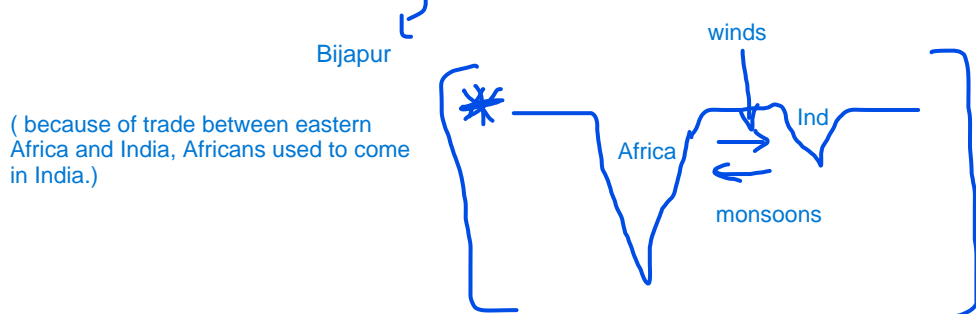 winds
Bijapur
( because of trade between eastern
Africa and India, Africans used to come
in India.)
Africa
Ind
monsoons